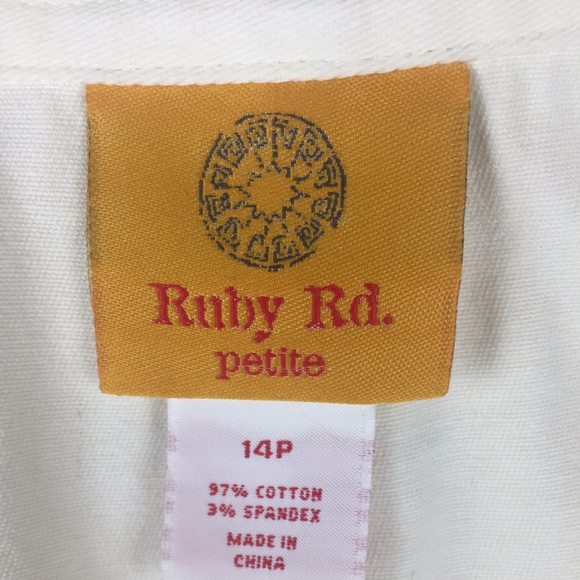 Ruby Rd.
petite
14P
97% COTTON
3% SPANDEX
MADE IN
CHINA